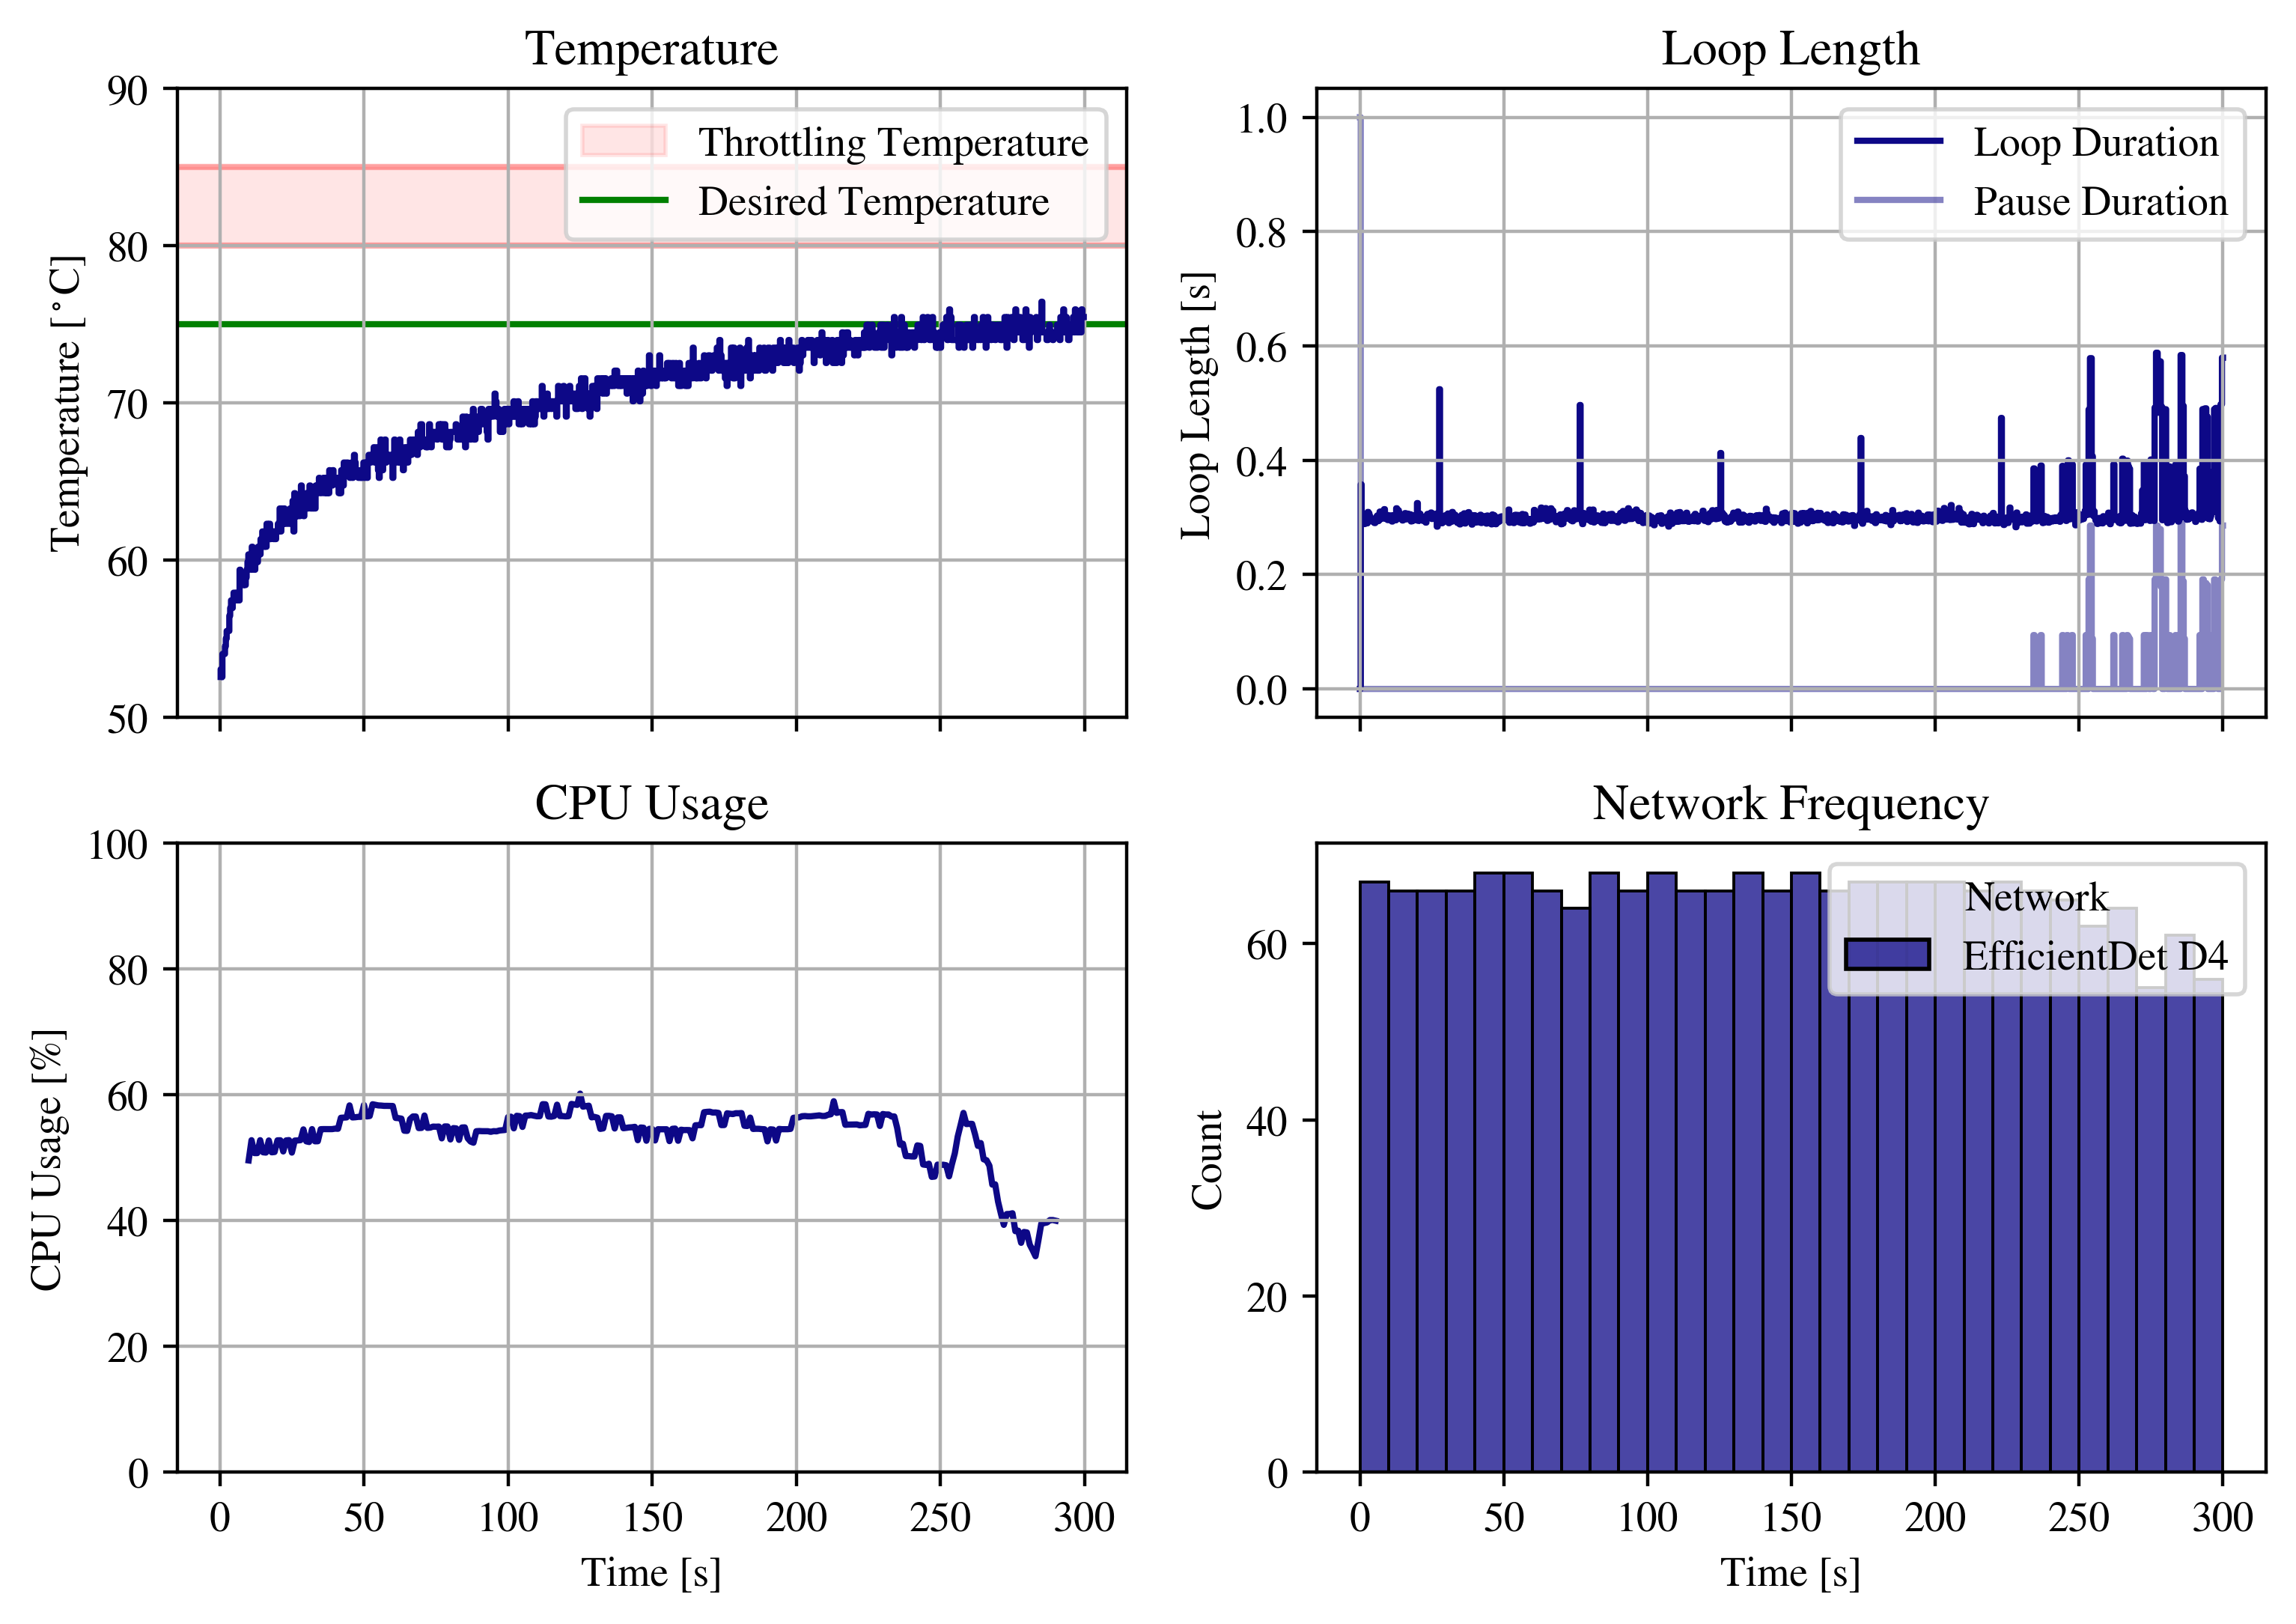 Temperature
90
80
70
60
50
Temperature [°C]
Throttling Temperature
Desired Temperature
Loop Length
1.0
0.8
0.6
0.4
0.2
0.0
Loop Length [s]
Loop Duration
Pause Duration
CPU Usage
100
80
60
40
20
0
CPU Usage [%]
0 50 100 150 200 250 300
Time [s]
Network Frequency
60
40
20
0
Count
Network
EfficientDet D4
0 50 100 150 200 250 300
Time [s]